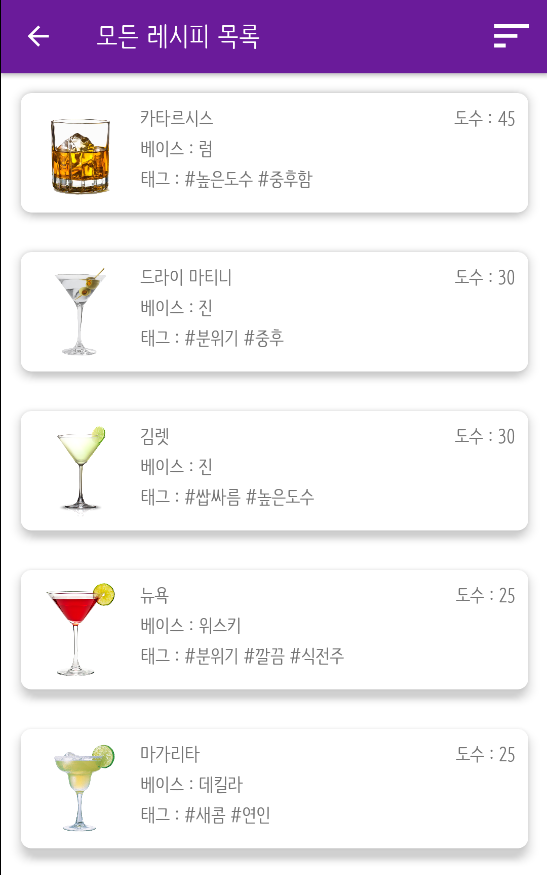 모든 레시피 목록
카타르시스 도수 : 45
베이스 : 럼
태그 : #높은도수 #중후함
드라이 마티니 도수 : 30
베이스 : 진
태그 : #분위기 #중후
김렛 도수 : 30
베이스 : 진
태그 : #쌉싸름 #높은도수
뉴욕 도수 : 25
베이스 : 위스키
태그 : #분위기 #깔끔 #식전주
마가리타 도수 : 25
베이스 : 데킬라
태그 : #새콤 #연인